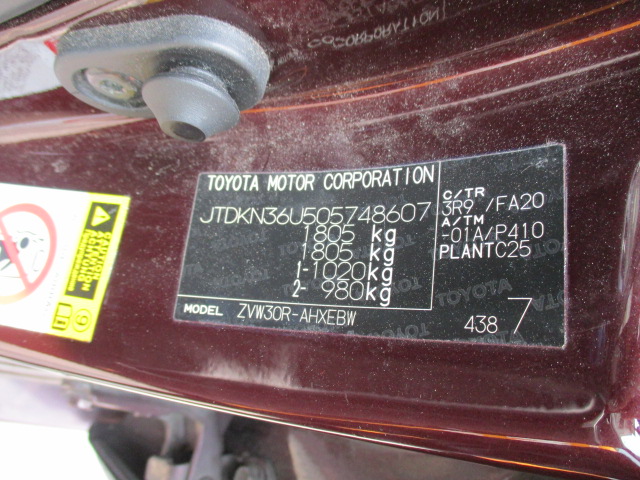 TOYOTA MOTOR CORPORATION
JTDKN36U505748607
1805 kg
1805 kg
1-1020kg
2- 980kg
MODEL ZVW30R-AHXEBW
C/TR
3R9 /FA20
A/TM
-01A/P410
PLANTC25
438 7